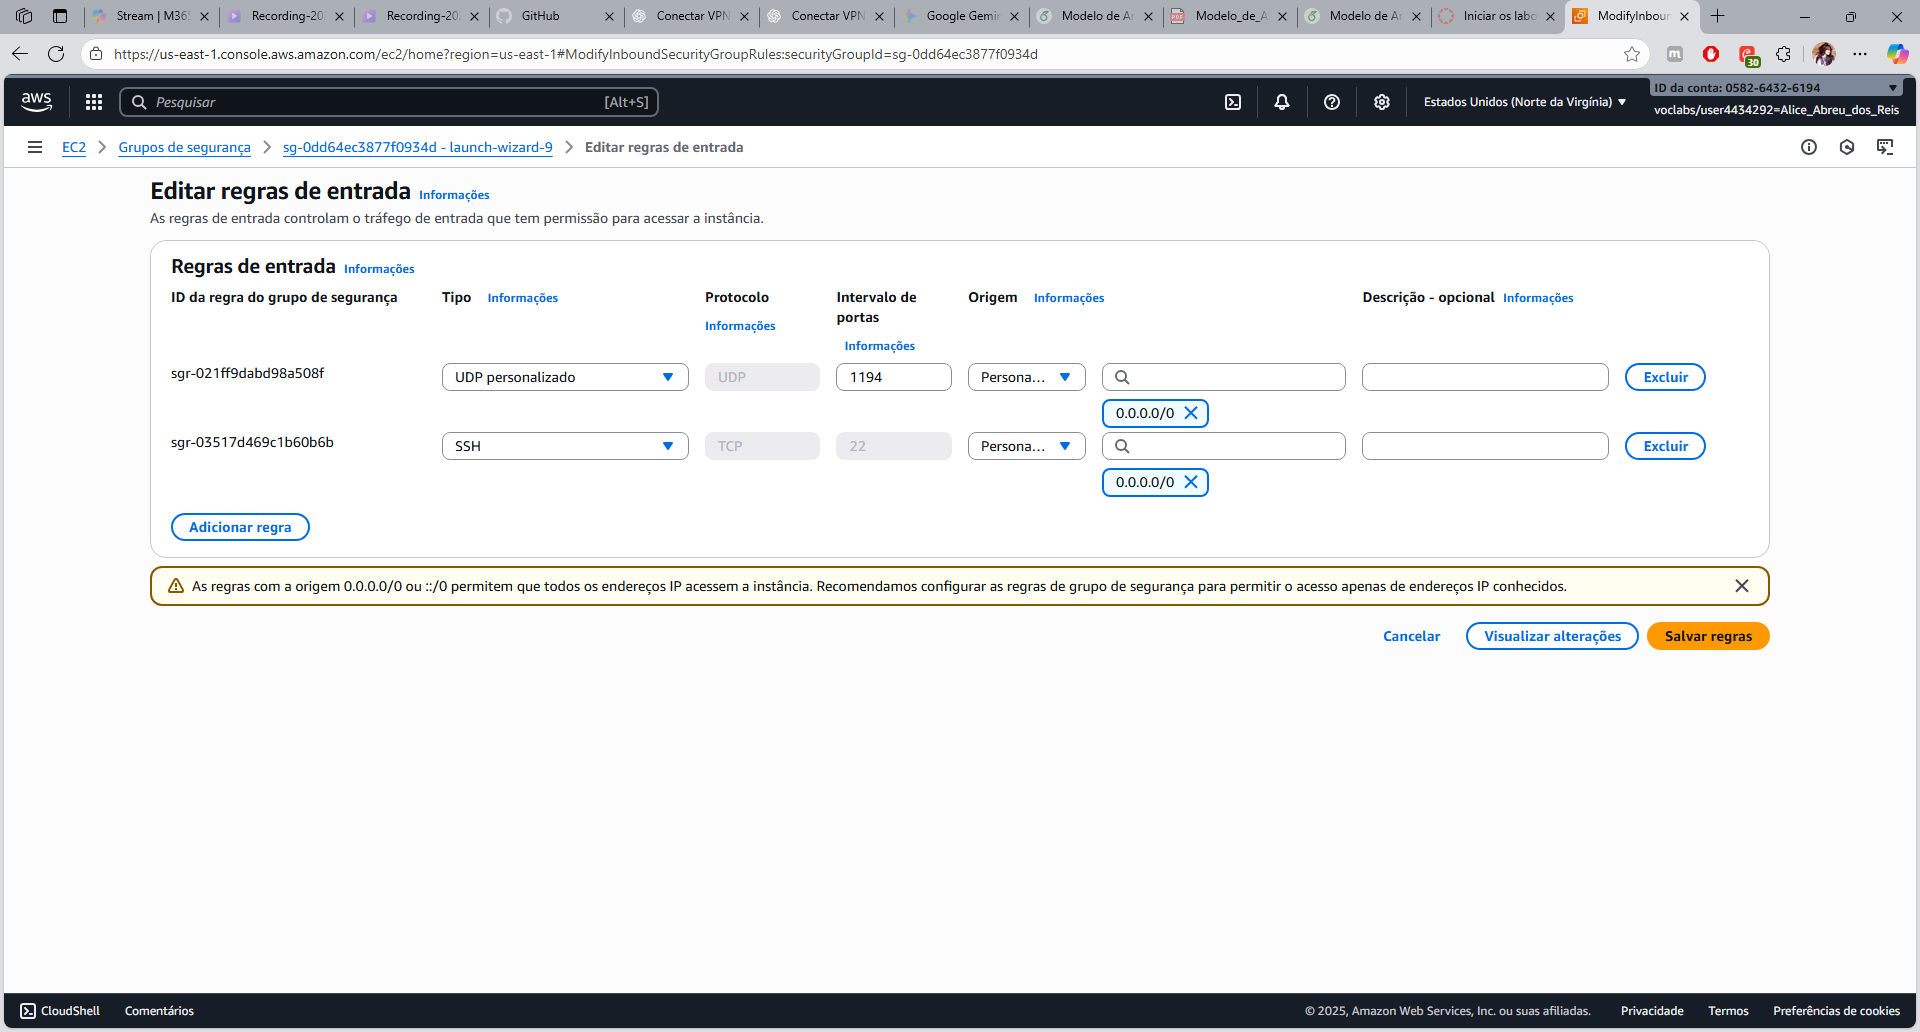 Stream | M365
Recording-202
Recording-202
GitHub
Conectar VPN
Conectar VPN
Google Gemin
Modelo de Ar
Modelo_de_A
Modelo de Ar
Iniciar os labo
ModifyInboun
https://us-east-1.console.aws.amazon.com/ec2/home?region=us-east-1#ModifyInboundSecurityGroupRules:securityGroupId=sg-0dd64ec3877f0934d
30
aws
Pesquisar
[Alt+S]
Estados Unidos (Norte da Virgínia)
ID da conta: 0582-6432-6194
voclabs/user4434292=Alice_Abreu_dos_Reis
EC2 > Grupos de segurança > sg-0dd64ec3877f0934d - launch-wizard-9 > Editar regras de entrada
Editar regras de entrada Informações
As regras de entrada controlam o tráfego de entrada que tem permissão para acessar a instância.
Regras de entrada Informações
ID da regra do grupo de segurança
Tipo Informações
Protocolo
Informações
Intervalo de
portas
Informações
Origem Informações
Descrição - opcional Informações
sgr-021ff9dabd98a508f
UDP personalizado
UDP
1194
Persona...
0.0.0.0/0
Excluir
sgr-03517d469c1b60b6b
SSH
TCP
22
Persona...
0.0.0.0/0
Excluir
Adicionar regra
As regras com a origem 0.0.0.0/0 ou ::/0 permitem que todos os endereços IP acessem a instância. Recomendamos configurar as regras de grupo de segurança para permitir o acesso apenas de endereços IP conhecidos.
Cancelar
Visualizar alterações
Salvar regras
CloudShell
Comentários
© 2025, Amazon Web Services, Inc. ou suas afiliadas.
Privacidade
Termos
Preferências de cookies